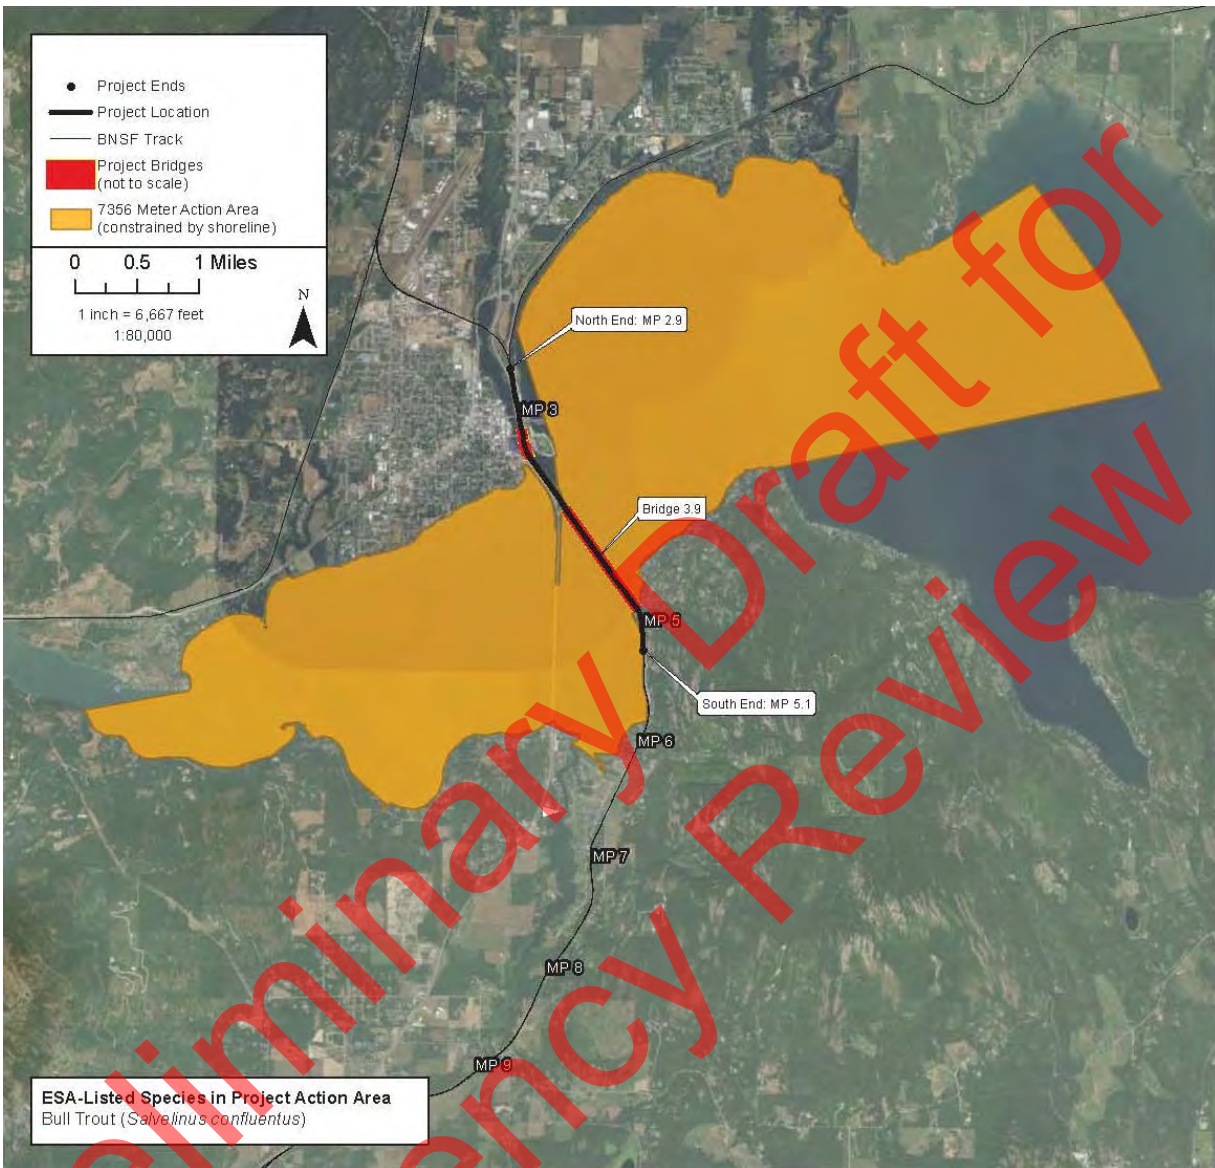 Project Ends
Project Location
BNSF Track
Project Bridges
(not to scale)
7356 Meter Action Area
(constrained by shoreline)
0 0.5 1 Miles
1 inch = 6,667 feet
1:80,000
N
North End: MP 2.9
MP 3
Bridge 3.9
MP 5
South End: MP 5.1
MP 6
MP 7
MP 8
MP 9
ESA-Listed Species in Project Action Area
Bull Trout (Salvelinus confluentus)
eliminary Draft for
ency Review